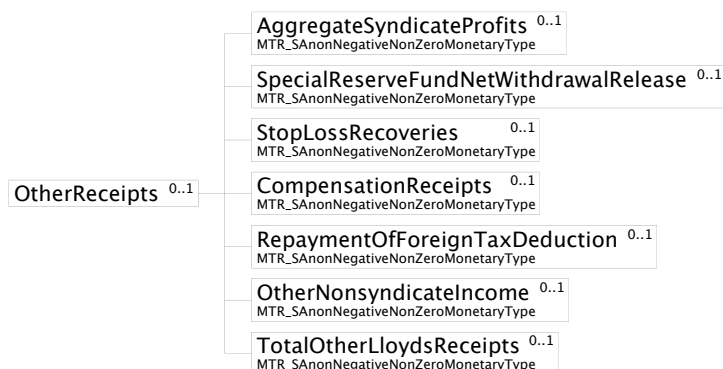 AggregateSyndicateProfits 0..1
MTR_SAnonNegativeNonZeroMonetaryType
SpecialReserveFundNetWithdrawalRelease 0..1
MTR_SAnonNegativeNonZeroMonetaryType
StopLossRecoveries 0..1
MTR_SAnonNegativeNonZeroMonetaryType
OtherReceipts 0..1
CompensationReceipts 0..1
MTR_SAnonNegativeNonZeroMonetaryType
RepaymentOfForeignTaxDeduction 0..1
MTR_SAnonNegativeNonZeroMonetaryType
OtherNonsyndicateIncome 0..1
MTR_SAnonNegativeNonZeroMonetaryType
TotalOtherLloydsReceipts 0..1
MTR_SAnonNegativeNonZeroMonetaryType